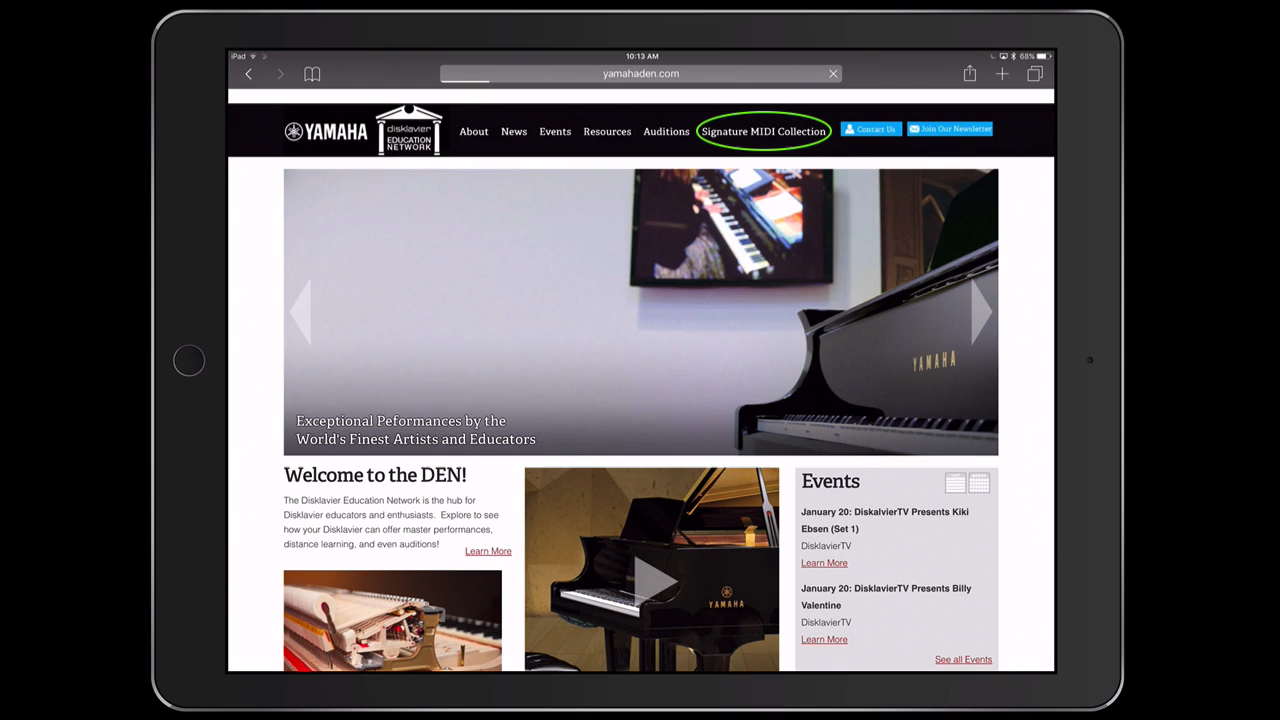 iPad
10:13 AM
68%
yamahaden.com
YAMAHA
disklavier
EDUCATION
NETWORK
About
News
Events
Resources
Auditions
Signature MIDI Collection
Contact Us
Join Our Newsletter
YAMAHA
Exceptional Peformances by the
World's Finest Artists and Educators
Welcome to the DEN!
The Disklavier Education Network is the hub for
Disklavier educators and enthusiasts. Explore to see
how your Disklavier can offer master performances,
distance learning, and even auditions!
Learn More
YAMAHA
Events
January 20: DiskalvierTV Presents Kiki
Ebsen (Set 1)
DisklavierTV
Learn More
January 20: DisklavierTV Presents Billy
Valentine
DisklavierTV
Learn More
See all Events